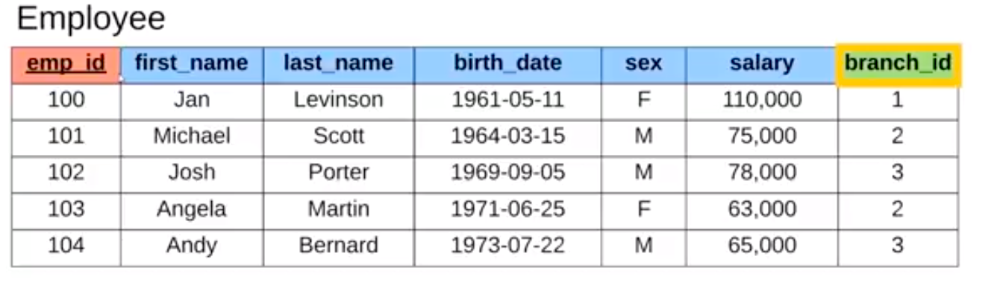 Employee
emp_id first_name last_name birth_date sex salary branch_id
100 Jan Levinson 1961-05-11 F 110,000 1
101 Michael Scott 1964-03-15 M 75,000 2
102 Josh Porter 1969-09-05 M 78,000 3
103 Angela Martin 1971-06-25 F 63,000 2
104 Andy Bernard 1973-07-22 M 65,000 3